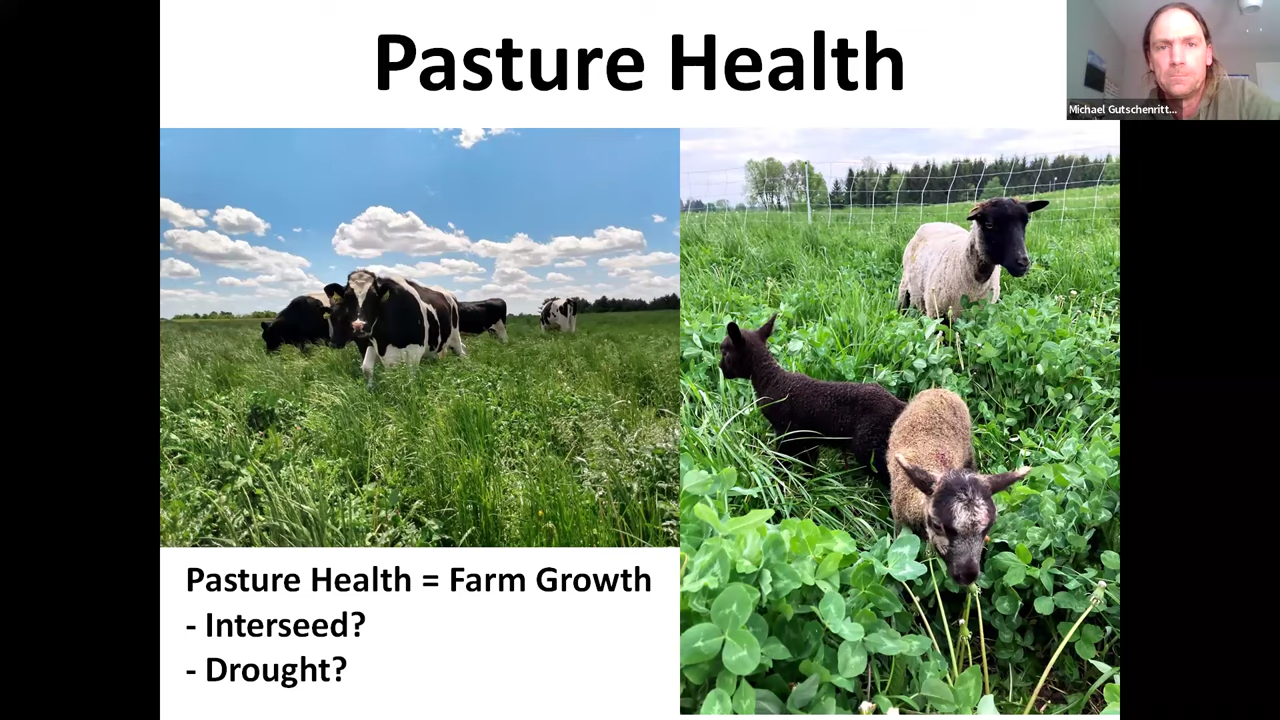 Pasture Health
Michael Gutschenritt...
Pasture Health = Farm Growth
- Interseed?
- Drought?